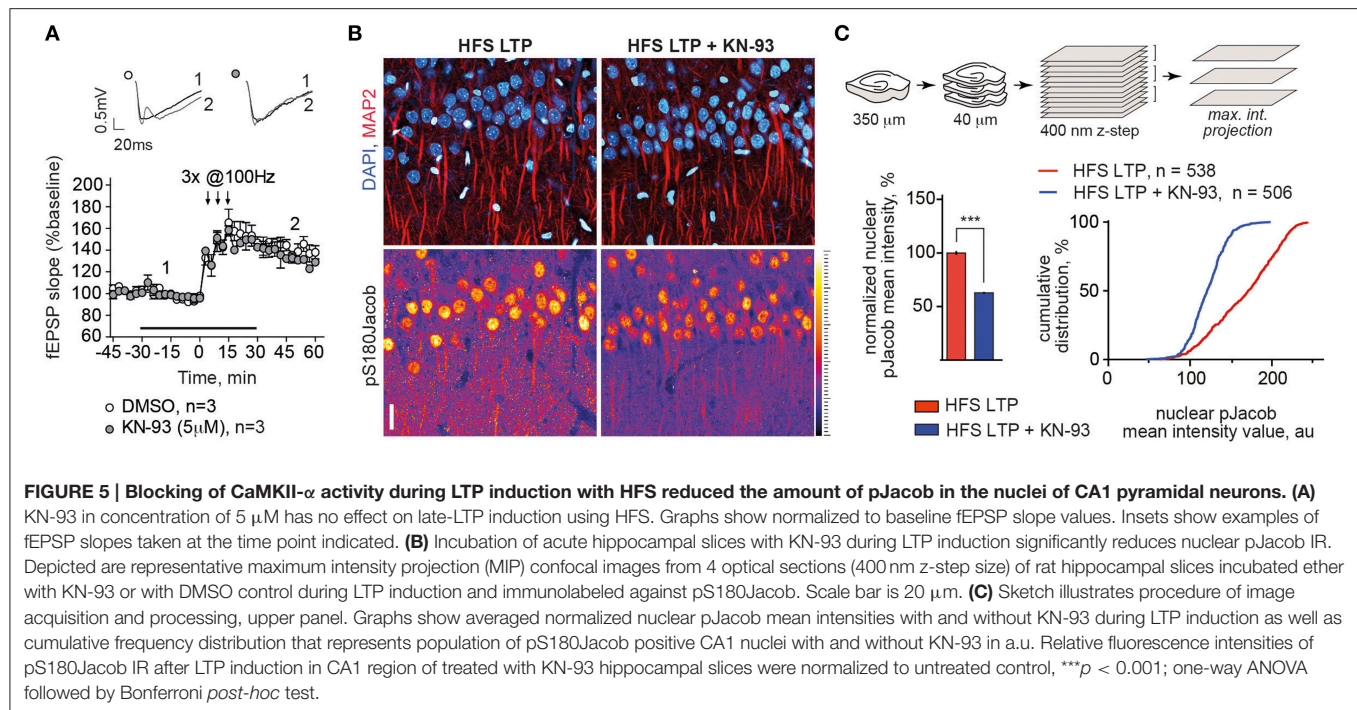 A
1
2
1
2
0.5mV
20ms
3x @100Hz
fEPSP slope (%baseline)
200
180
160
140
120
100
80
60
1
2
-45
-30
-15
0
15
30
45
60
Time, min
DMSO, n=3
KN-93 (5μM), n=3
B
HFS LTP
HFS LTP + KN-93
DAPI, MAP2
pS180Jacob
C
350 μm
40 μm
400 nm z-step
max. int.
projection
normalized nuclear
pJacob mean intensity, %
100
50
***
HFS LTP
HFS LTP + KN-93
HFS LTP, n = 538
HFS LTP + KN-93, n = 506
cumulative
distribution, %
100
50
0
0
100
200
nuclear pJacob
mean intensity value, au
FIGURE 5 | Blocking of CaMKII-α activity during LTP induction with HFS reduced the amount of pJacob in the nuclei of CA1 pyramidal neurons. (A)
KN-93 in concentration of 5 μM has no effect on late-LTP induction using HFS. Graphs show normalized to baseline fEPSP slope values. Insets show examples of
fEPSP slopes taken at the time point indicated. (B) Incubation of acute hippocampal slices with KN-93 during LTP induction significantly reduces nuclear pJacob IR.
Depicted are representative maximum intensity projection (MIP) confocal images from 4 optical sections (400 nm z-step size) of rat hippocampal slices incubated ether
with KN-93 or with DMSO control during LTP induction and immunolabeled against pS180Jacob. Scale bar is 20 μm. (C) Sketch illustrates procedure of image
acquisition and processing, upper panel. Graphs show averaged normalized nuclear pJacob mean intensities with and without KN-93 during LTP induction as well as
cumulative frequency distribution that represents population of pS180Jacob positive CA1 nuclei with and without KN-93 in a.u. Relative fluorescence intensities of
pS180Jacob IR after LTP induction in CA1 region of treated with KN-93 hippocampal slices were normalized to untreated control, ***p < 0.001; one-way ANOVA
followed by Bonferroni post-hoc test.